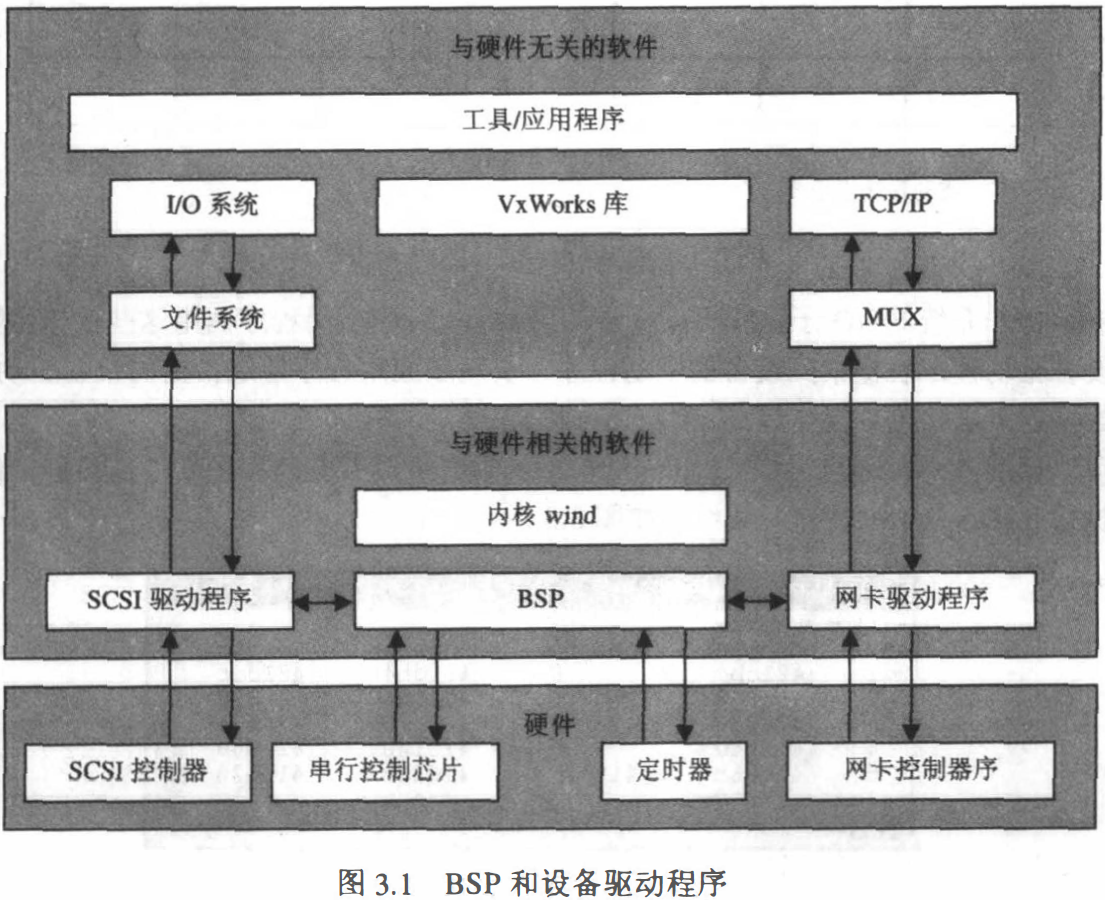 与硬件无关的软件
工具/应用程序
I/O 系统
VxWorks 库
TCP/IP
文件系统
MUX
与硬件相关的软件
内核 wind
SCSI 驱动程序
BSP
网卡驱动程序
硬件
SCSI 控制器
串行控制芯片
定时器
网卡控制器序
图 3.1 BSP 和设备驱动程序